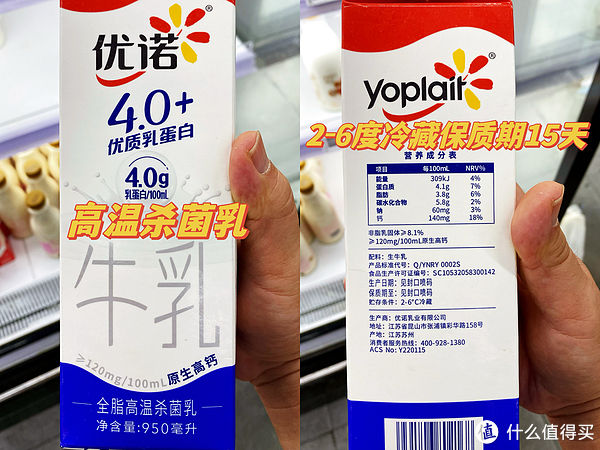 优诺
4.0+
优质乳蛋白
4.0g
乳蛋白/100mL
高温杀菌乳
牛乳
≥120mg/100mL 原生高钙
全脂高温杀菌乳
净含量:950毫升
yoplait
2-6度冷藏保质期15天
营养成分表
项目 每100mL NRV%
能量 309kJ 4%
蛋白质 4.1g 7%
脂肪 3.8g 6%
碳水化合物 5.8g 2%
钠 60mg 3%
钙 140mg 18%
非脂乳固体≥8.1%
≥120mg/100mL原生高钙
配料：生牛乳
产品标准代号：Q/YNRY 0002S
食品生产许可证编号：SC10532058300142
生产日期：见封口喷码
保质期至：见封口喷码
贮存条件：2-6°C冷藏
生产商：优诺乳业有限公司
地址：江苏省昆山市张浦镇彩华路158号
产地：江苏苏州
消费者服务热线：400-928-1380
ACS No: Y220115
值 什么值得买